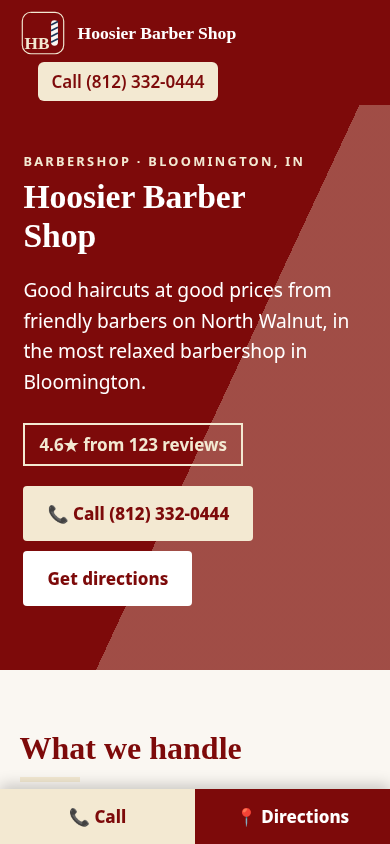 HB
Hoosier Barber Shop
Call (812) 332-0444
BARBERSHOP · BLOOMINGTON, IN
Hoosier Barber
Shop
Good haircuts at good prices from
friendly barbers on North Walnut, in
the most relaxed barbershop in
Bloomington.
4.6★ from 123 reviews
📞 Call (812) 332-0444
Get directions
What we handle
📞 Call
📍 Directions